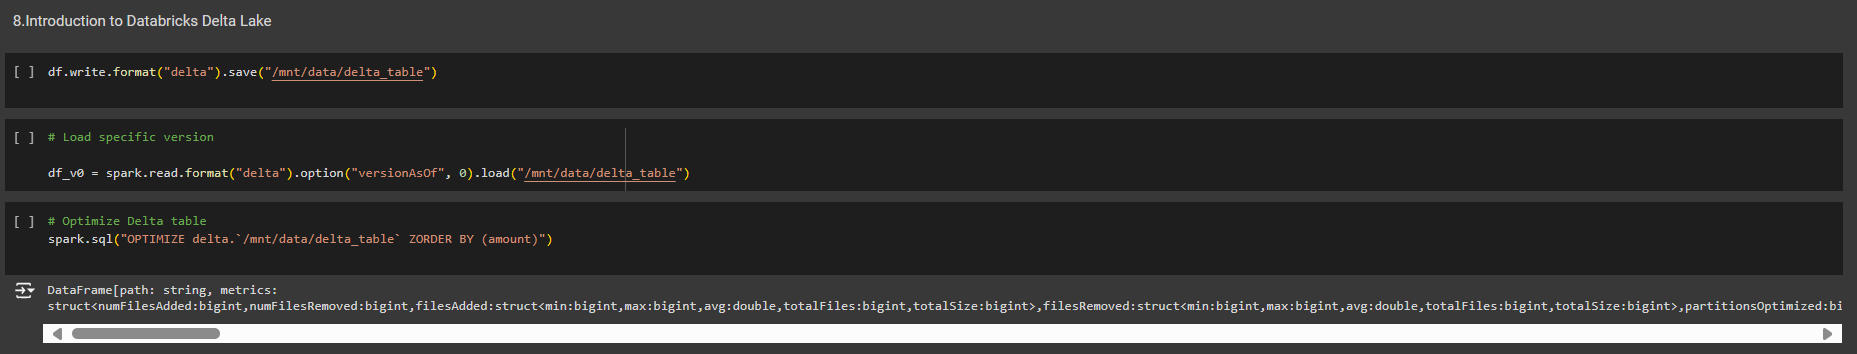 8.Introduction to Databricks Delta Lake
[ ] df.write.format("delta").save("/mnt/data/delta_table")
[ ] # Load specific version
df_v0 = spark.read.format("delta").option("versionAsOf", 0).load("/mnt/data/delta_table")
[ ] # Optimize Delta table
spark.sql("OPTIMIZE delta.`/mnt/data/delta_table` ZORDER BY (amount)")
DataFrame[path: string, metrics:
struct<numFilesAdded:bigint,numFilesRemoved:bigint,filesAdded:struct<min:bigint,max:bigint,avg:double,totalFiles:bigint,totalSize:bigint>,filesRemoved:struct<min:bigint,max:bigint,avg:double,totalFiles:bigint,totalSize:bigint>,partitionsOptimized:bi